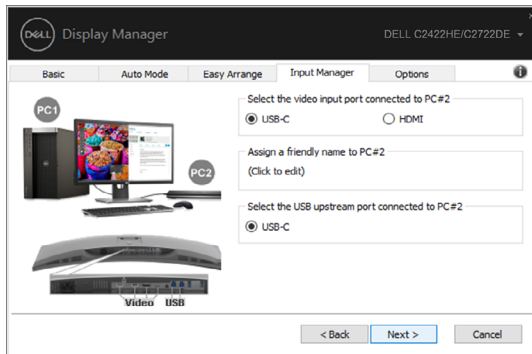 DELL Display Manager
DELL C2422HE/C2722DE
Basic
Auto Mode
Easy Arrange
Input Manager
Options
PC1
PC2
Video USB
Select the video input port connected to PC#2
USB-C
HDMI
Assign a friendly name to PC#2
(Click to edit)
Select the USB upstream port connected to PC#2
USB-C
< Back
Next >
Cancel